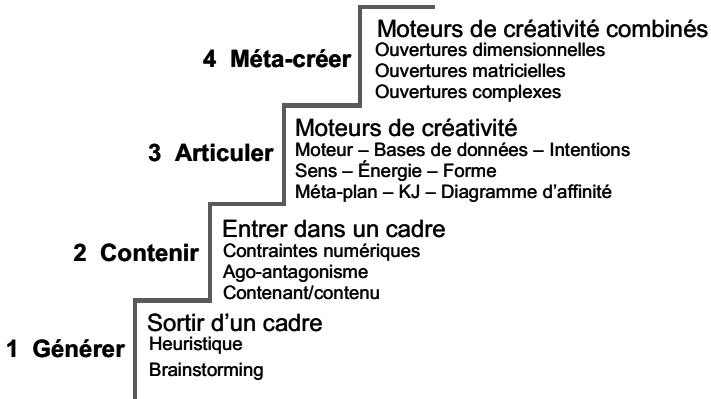 Moteurs de créativité combinés
4 Méta-créer
Ouvertures dimensionnelles
Ouvertures matricielles
Ouvertures complexes
3 Articuler
Moteurs de créativité
Moteur – Bases de données – Intentions
Sens – Énergie – Forme
Méta-plan – KJ – Diagramme d’affinité
2 Contenir
Entrer dans un cadre
Contraintes numériques
Ago-antagonisme
Contenant/contenu
1 Générer
Sortir d’un cadre
Heuristique
Brainstorming